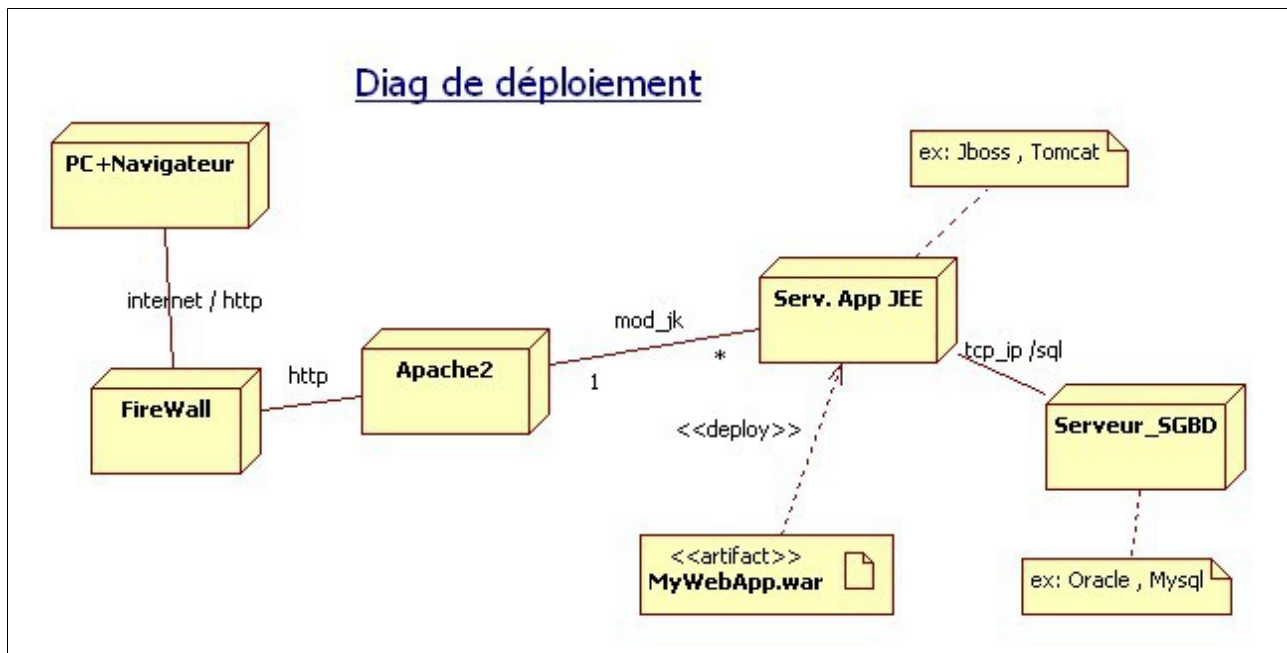 Diag de déploiement
PC+Navigateur
ex: Jboss , Tomcat
internet / http
Serv. App JEE
mod_jk
*
1
tcp_ip /sql
http
Apache2
FireWall
<<deploy>>
Serveur_SGBD
<<artifact>>
MyWebApp.war
ex: Oracle , Mysql